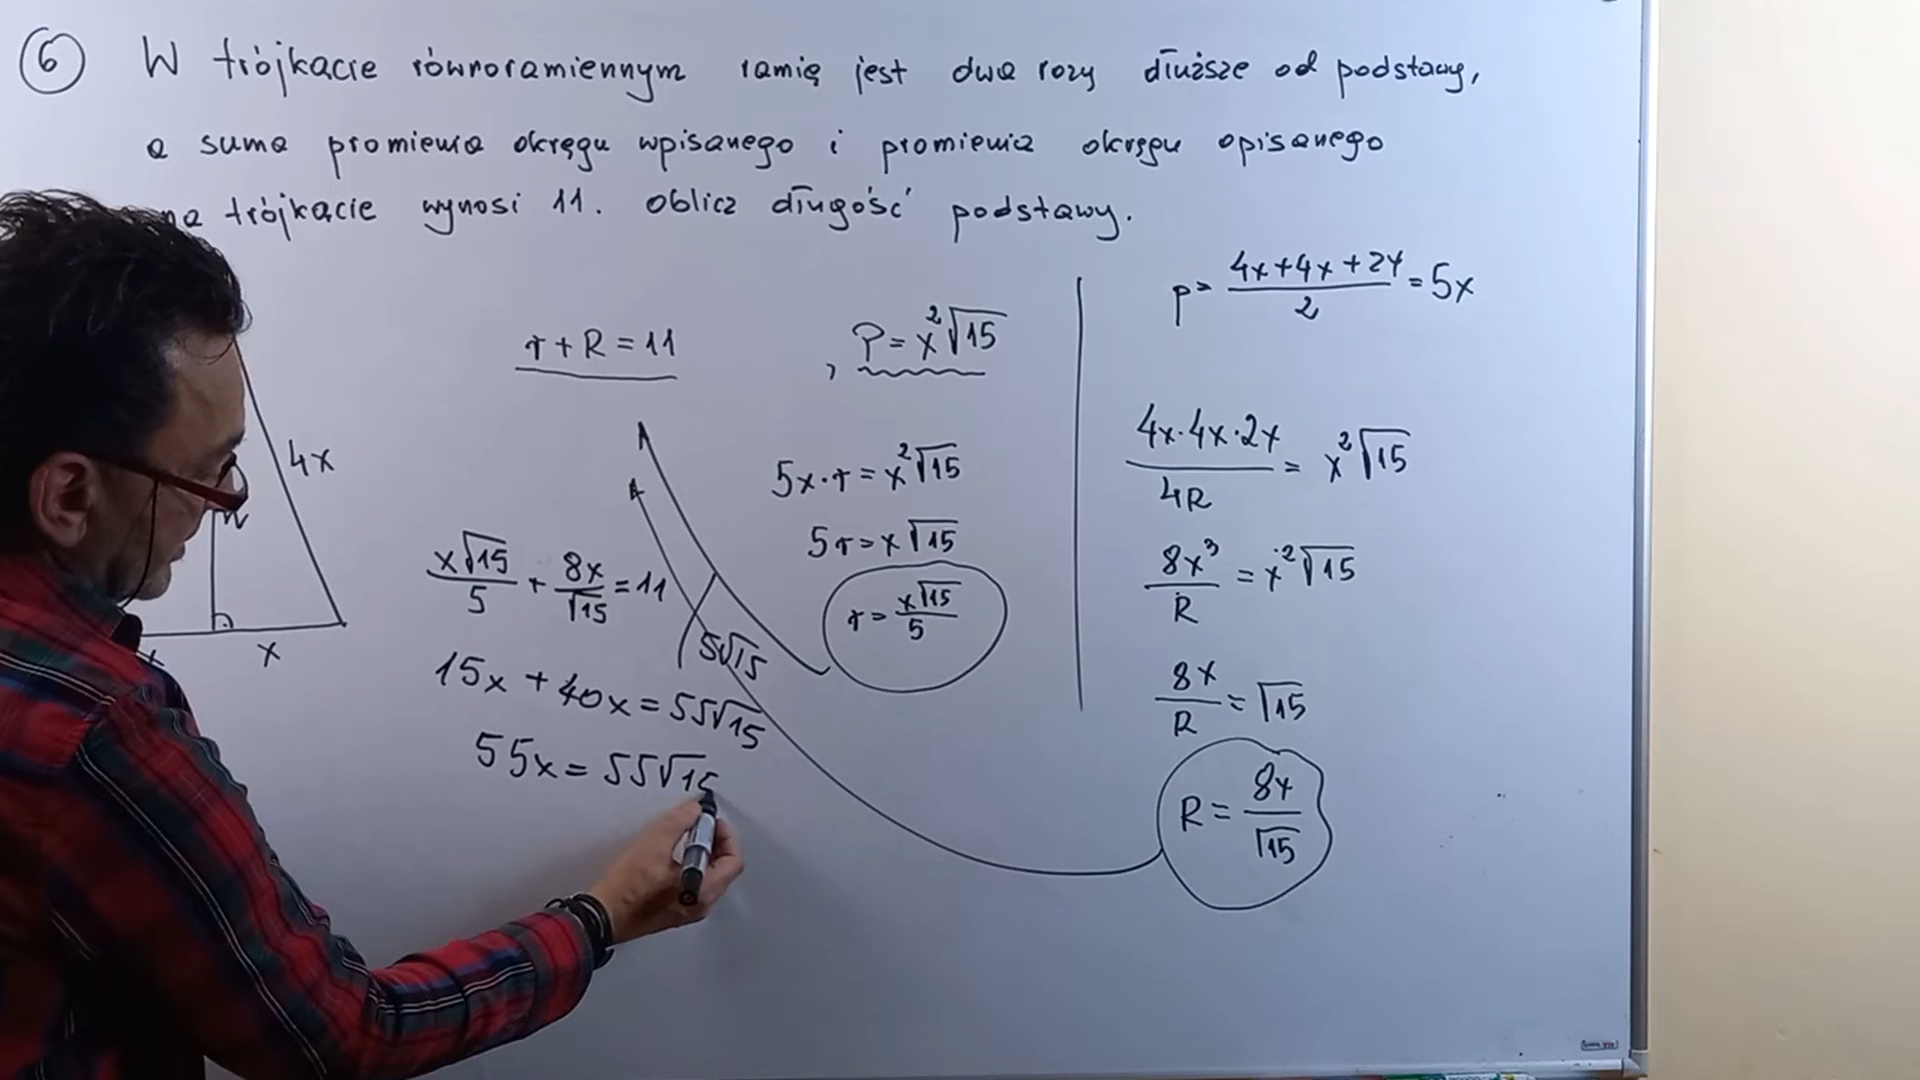 6 W trójkącie równoramiennym ramię jest dwa razy dłuższe od podstawy,
a suma promienia okręgu wpisanego i promienia okręgu opisanego
na trójkącie wynosi 11. Oblicz długość podstawy.
4x
x
r + R = 11
, P = x²√15
x√15/5 + 8x/√15 = 11
5√15
15x + 40x = 55√15
55x = 55√15
5x·r = x²√15
5r = x√15
r = x√15/5
p = (4x+4x+2x)/2 = 5x
4x·4x·2x/4R = x²√15
8x³/R = x²√15
8x/R = √15
R = 8x/√15